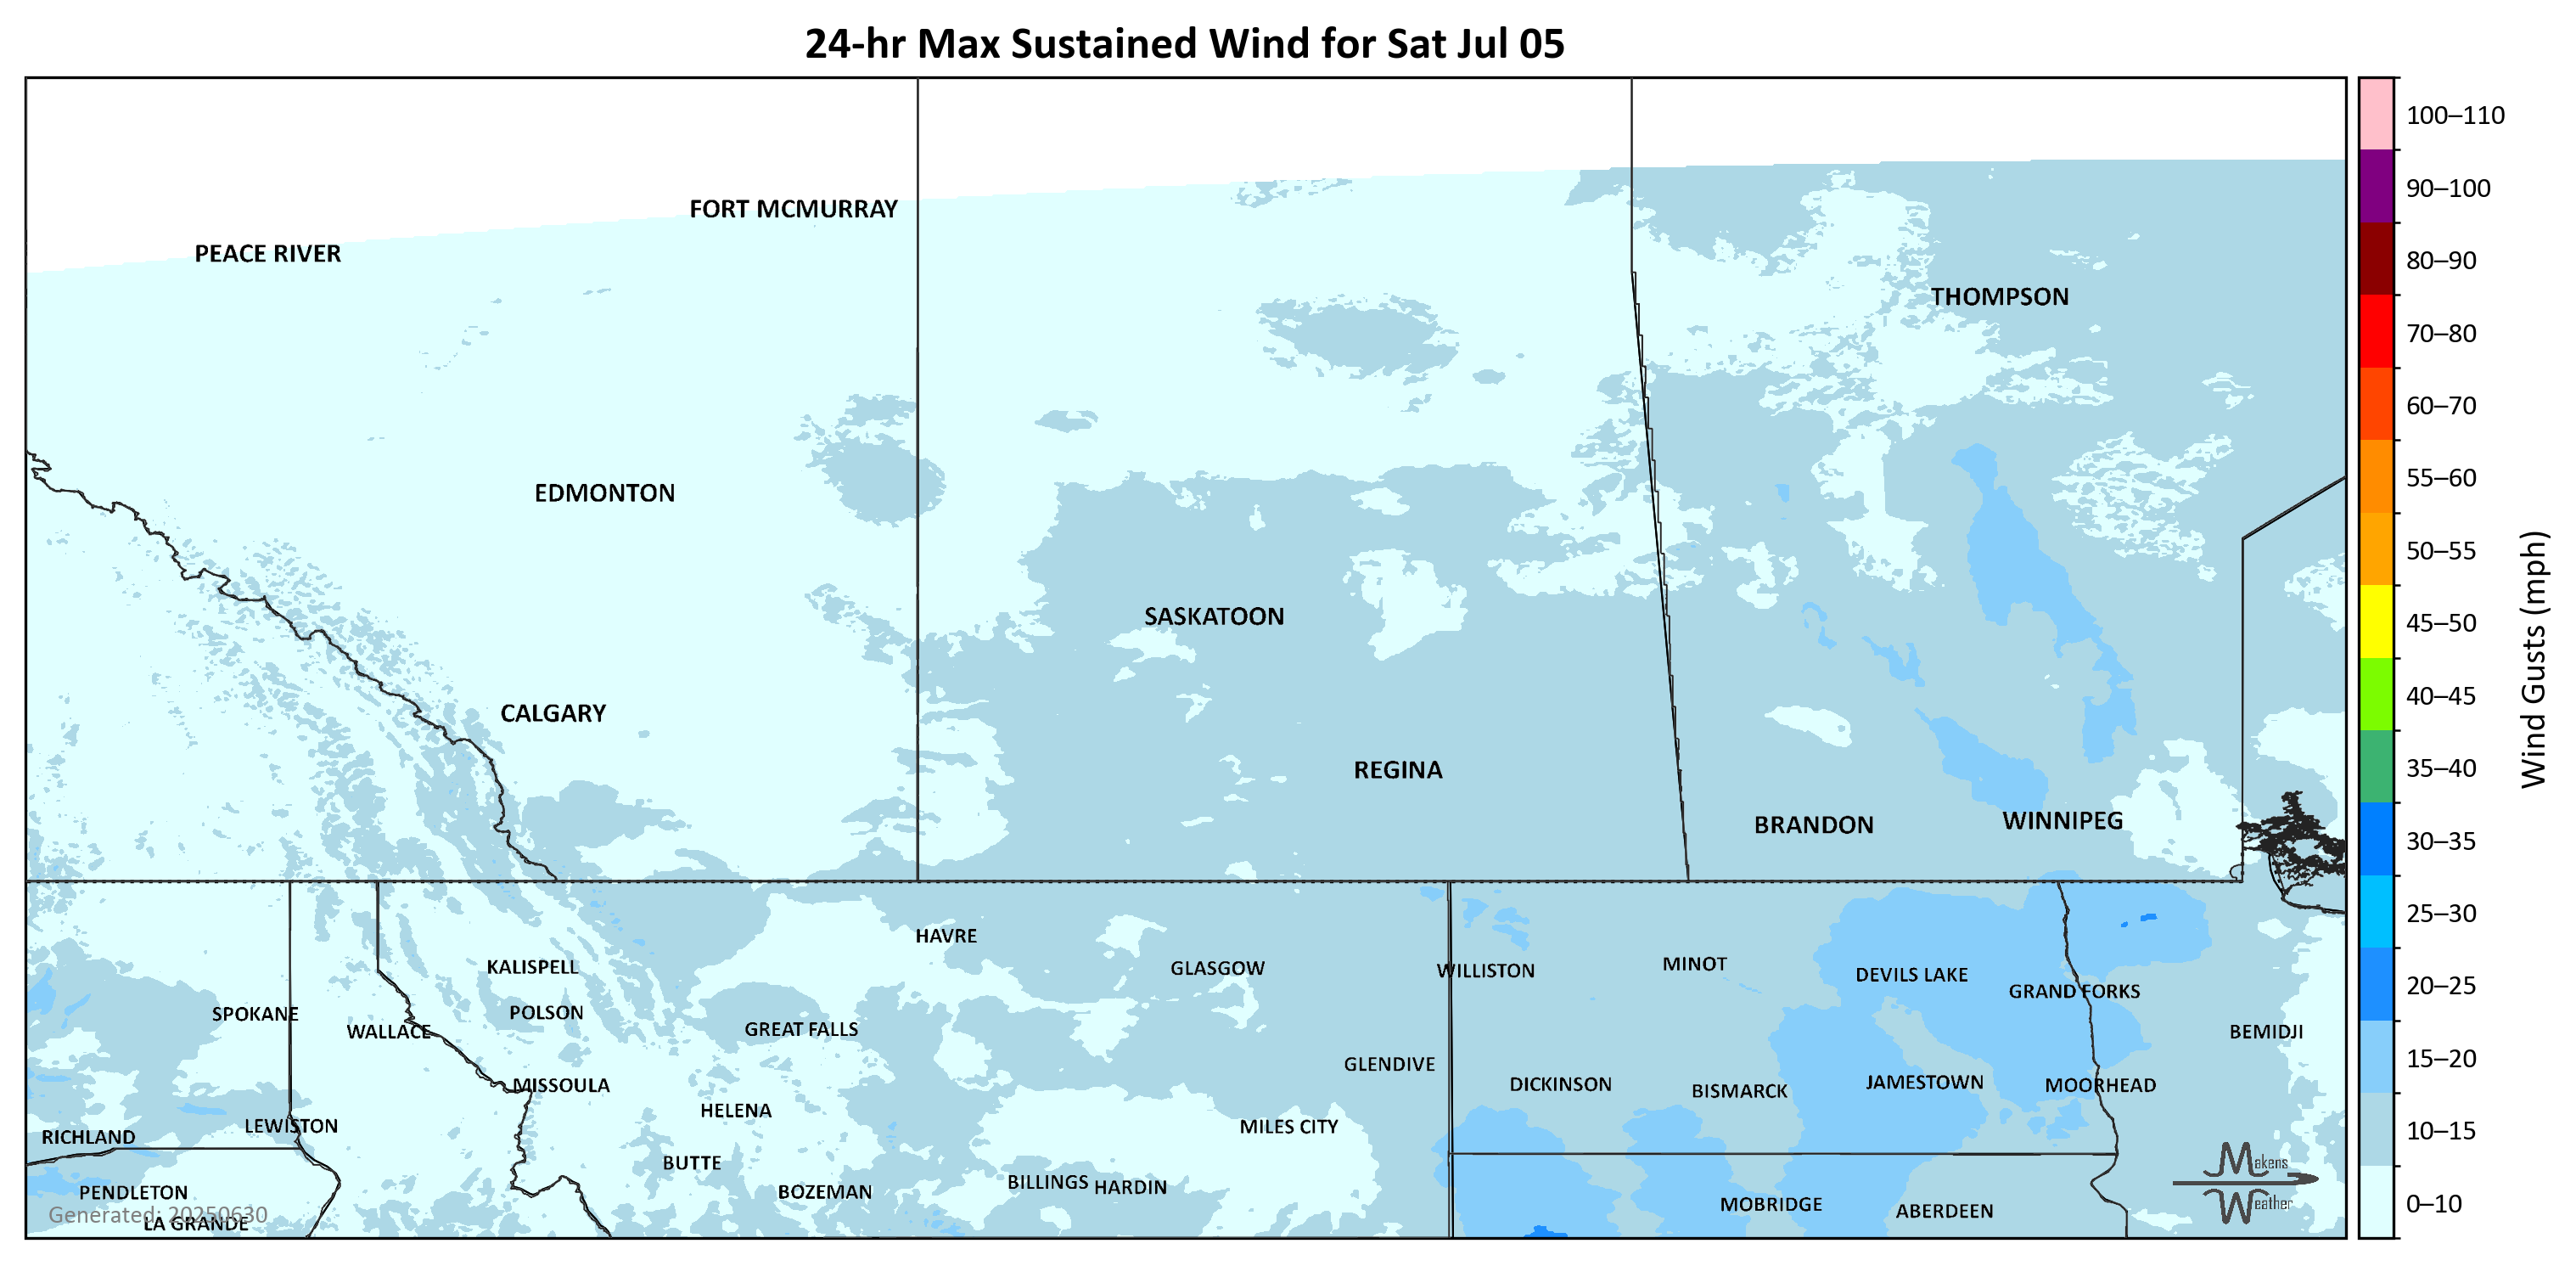 24-hr Max Sustained Wind for Sat Jul 05
100–110
90–100
80–90
70–80
60–70
55–60
50–55
45–50
40–45
35–40
30–35
25–30
20–25
15–20
10–15
0–10
Wind Gusts (mph)
FORT MCMURRAY
PEACE RIVER
THOMPSON
EDMONTON
SASKATOON
CALGARY
REGINA
BRANDON
WINNIPEG
HAVRE
KALISPELL
GLASGOW
WILLISTON
MINOT
DEVILS LAKE
GRAND FORKS
SPOKANE
POLSON
WALLACE
GREAT FALLS
BEMIDJI
GLENDIVE
MISSOULA
DICKINSON
BISMARCK
JAMESTOWN
MOORHEAD
HELENA
LEWISTON
MILES CITY
RICHLAND
BUTTE
PENDLETON
BOZEMAN
BILLINGS
HARDIN
MOBRIDGE
ABERDEEN
Generated: 20250630
LA GRANDE
Makens
Weather